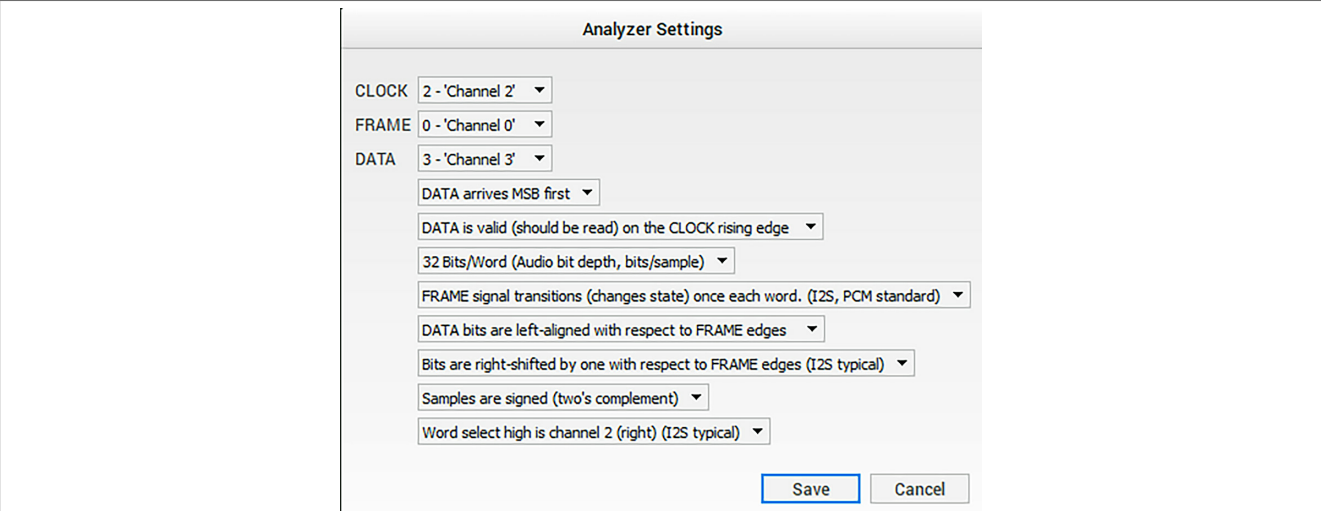 Analyzer Settings
CLOCK 2 - 'Channel 2'
FRAME 0 - 'Channel 0'
DATA 3 - 'Channel 3'
DATA arrives MSB first
DATA is valid (should be read) on the CLOCK rising edge
32 Bits/Word (Audio bit depth, bits/sample)
FRAME signal transitions (changes state) once each word. (I2S, PCM standard)
DATA bits are left-aligned with respect to FRAME edges
Bits are right-shifted by one with respect to FRAME edges (I2S typical)
Samples are signed (two's complement)
Word select high is channel 2 (right) (I2S typical)
Save Cancel